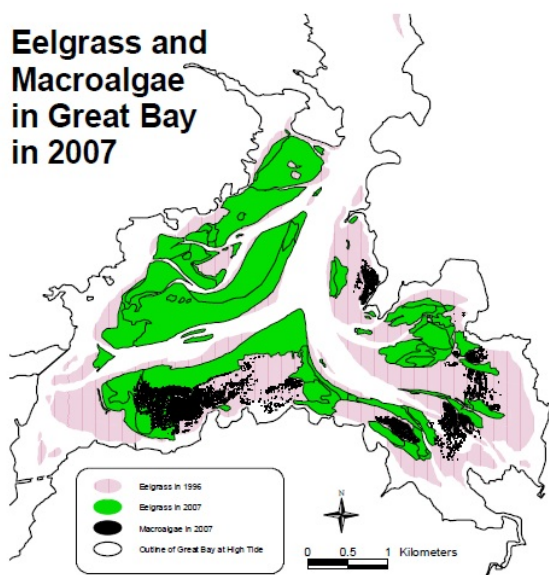 Eelgrass and
Macroalgae
in Great Bay
in 2007
Eelgrass in 1996
Eelgrass in 2007
Macroalgae in 2007
Outline of Great Bay at High Tide
N
0 0.5 1 Kilometers